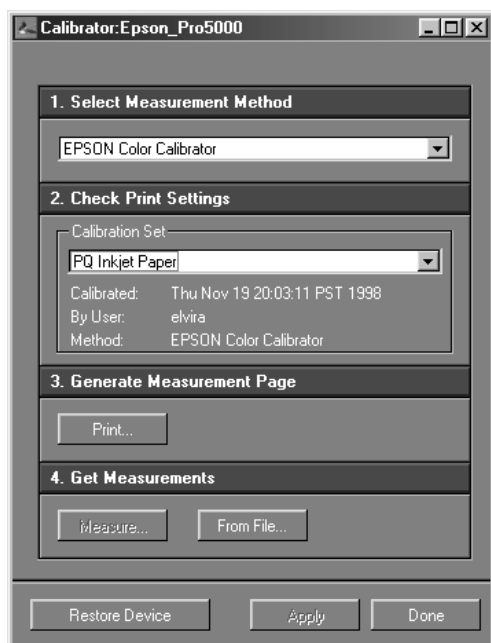 Calibrator:Epson_Pro5000
1. Select Measurement Method
EPSON Color Calibrator
2. Check Print Settings
Calibration Set
PQ Inkjet Paper
Calibrated: Thu Nov 19 20:03:11 PST 1998
By User: elvira
Method: EPSON Color Calibrator
3. Generate Measurement Page
Print...
4. Get Measurements
Measure... From File...
Restore Device Apply Done